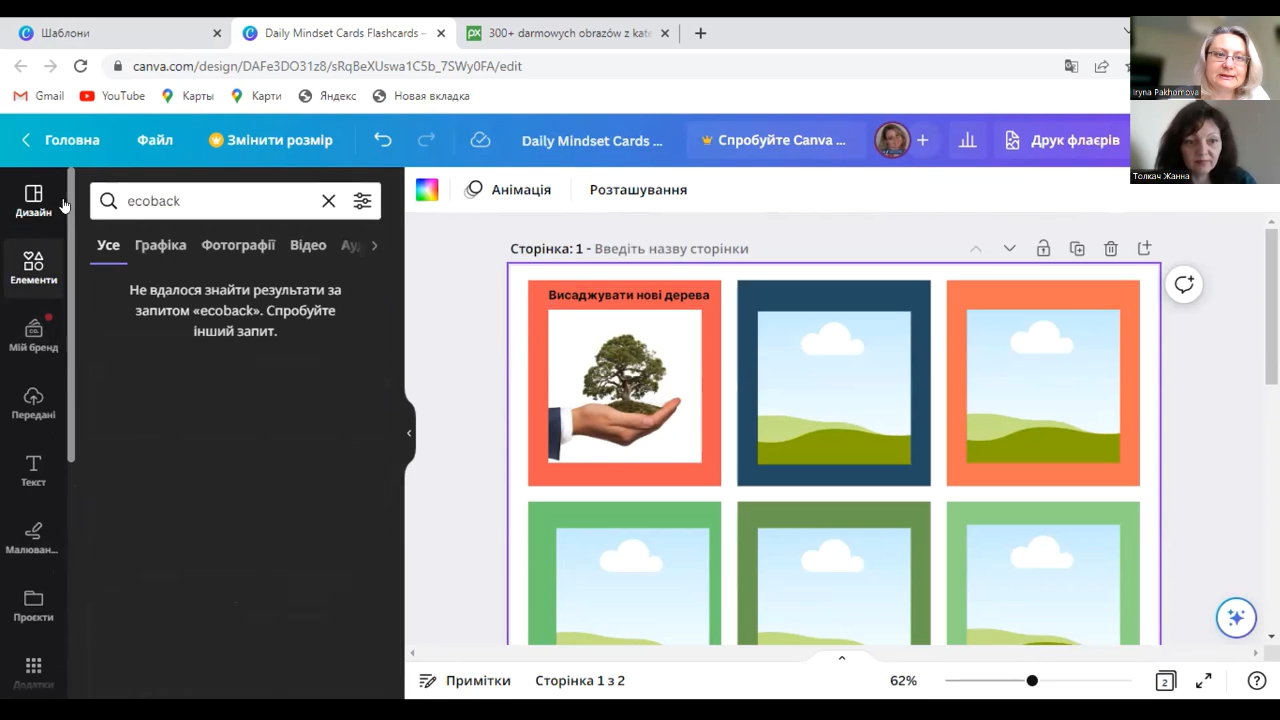 Шаблони
Daily Mindset Cards Flashcards –
300+ darmowych obrazów z kate
canva.com/design/DAFe3DO31z8/sRqBeXUswa1C5b_7SWy0FA/edit
Gmail
YouTube
Карты
Карти
Яндекс
Новая вкладка
Iryna Pakhomova
Толкач Жанна
Головна
Файл
Змінити розмір
Daily Mindset Cards ...
Спробуйте Canva ...
Друк флаєрів
Дизайн
Елементи
Мій бренд
Передані
Текст
Малюван...
Проєкти
Додатки
ecoback
Усе
Графіка
Фотографії
Відео
Ау
Не вдалося знайти результати за
запитом «ecoback». Спробуйте
інший запит.
Анімація
Розташування
Сторінка: 1 - Введіть назву сторінки
Висаджувати нові дерева
Примітки
Сторінка 1 з 2
62%
2